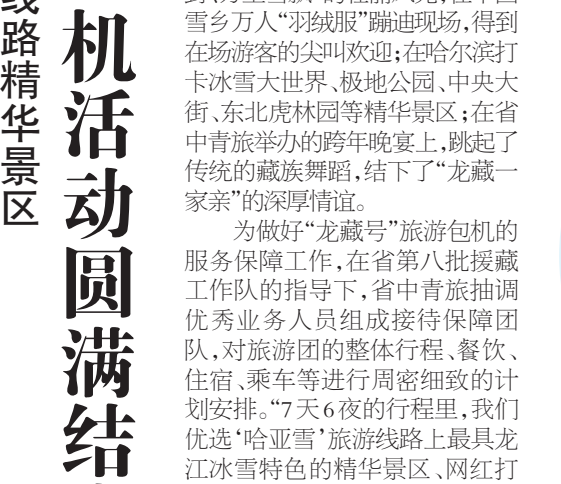 线路精华景区
机活动圆满结
雪乡万人“羽绒服”蹦迪现场,得到
在场游客的尖叫欢迎;在哈尔滨打
卡冰雪大世界、极地公园、中央大
街、东北虎林园等精华景区;在省
中青旅举办的跨年晚宴上,跳起了
传统的藏族舞蹈,结下了“龙藏一
家亲”的深厚情谊。
为做好“龙藏号”旅游包机的
服务保障工作,在省第八批援藏
工作队的指导下,省中青旅抽调
优秀业务人员组成接待保障团
队,对旅游团的整体行程、餐饮、
住宿、乘车等进行周密细致的计
划安排。“7天6夜的行程里,我们
优选‘哈亚雪’旅游线路上最具龙
江冰雪特色的精华景区、网红打